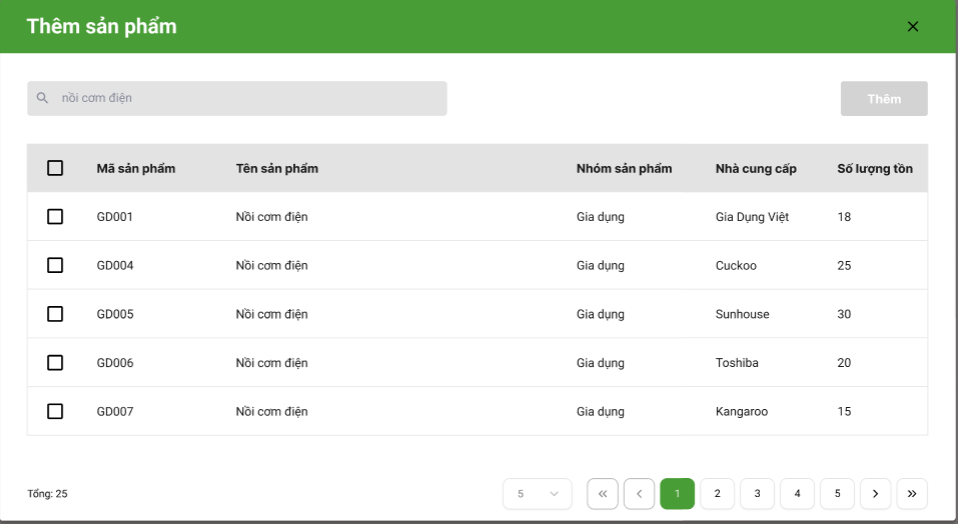 Thêm sản phẩm
nồi cơm điện
Thêm
Mã sản phẩm Tên sản phẩm Nhóm sản phẩm Nhà cung cấp Số lượng tồn
GD001 Nồi cơm điện Gia dụng Gia Dụng Việt 18
GD004 Nồi cơm điện Gia dụng Cuckoo 25
GD005 Nồi cơm điện Gia dụng Sunhouse 30
GD006 Nồi cơm điện Gia dụng Toshiba 20
GD007 Nồi cơm điện Gia dụng Kangaroo 15
Tổng: 25 5 1 2 3 4 5